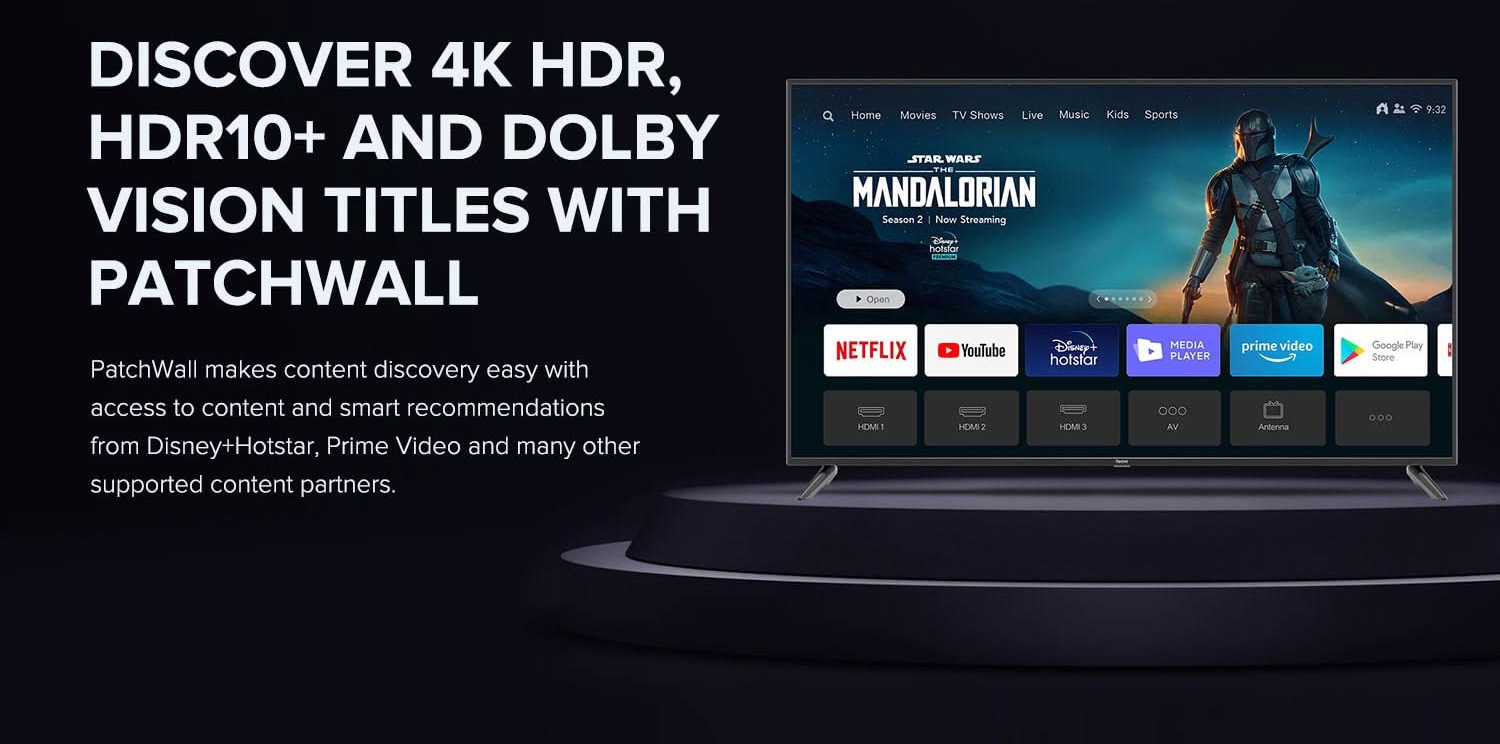 DISCOVER 4K HDR,
HDR10+ AND DOLBY
VISION TITLES WITH
PATCHWALL
PatchWall makes content discovery easy with
access to content and smart recommendations
from Disney+Hotstar, Prime Video and many other
supported content partners.
Home Movies TV Shows Live Music Kids Sports 9:32
STAR WARS
THE
MANDALORIAN
Season 2 | Now Streaming
Disney+
hotstar
PREMIUM
Open
NETFLIX YouTube Disney+ hotstar MEDIA PLAYER prime video Google Play Store
HDMI 1 HDMI 2 HDMI 3 AV Antenna
Redmi